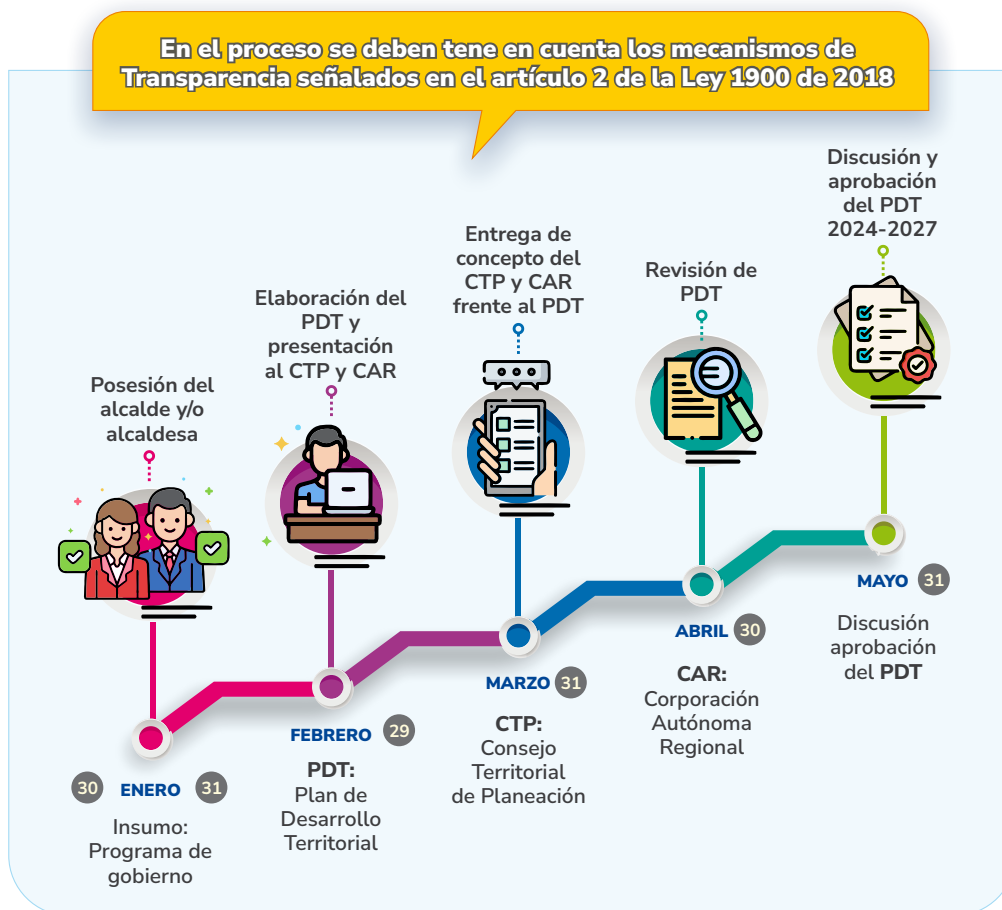 En el proceso se deben tene en cuenta los mecanismos de
Transparencia señalados en el artículo 2 de la Ley 1900 de 2018
Posesión del
alcalde y/o
alcaldesa
Elaboración del
PDT y
presentación
al CTP y CAR
Entrega de
concepto del
CTP y CAR
frente al PDT
Revisión de
PDT
Discusión y
aprobación
del PDT
2024-2027
30 ENERO 31
Insumo:
Programa de
gobierno
FEBRERO 29
PDT:
Plan de
Desarrollo
Territorial
MARZO 31
CTP:
Consejo
Territorial
de Planeación
ABRIL 30
CAR:
Corporación
Autónoma
Regional
MAYO 31
Discusión
aprobación
del PDT